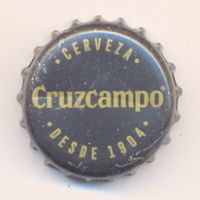 · CERVEZA ·
Cruzcampo®
DESDE 1904